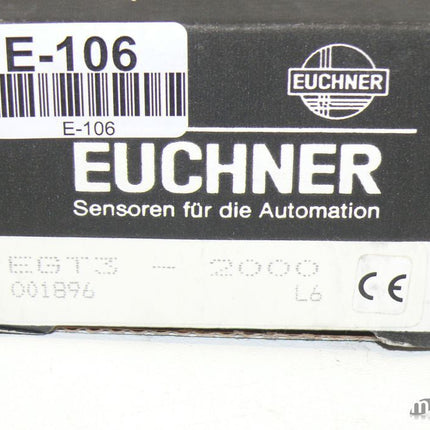 E-106
E-106
EUCHNER
EUCHNER
Sensoren für die Automation
EGT3 - 2000
001896 L6
CE